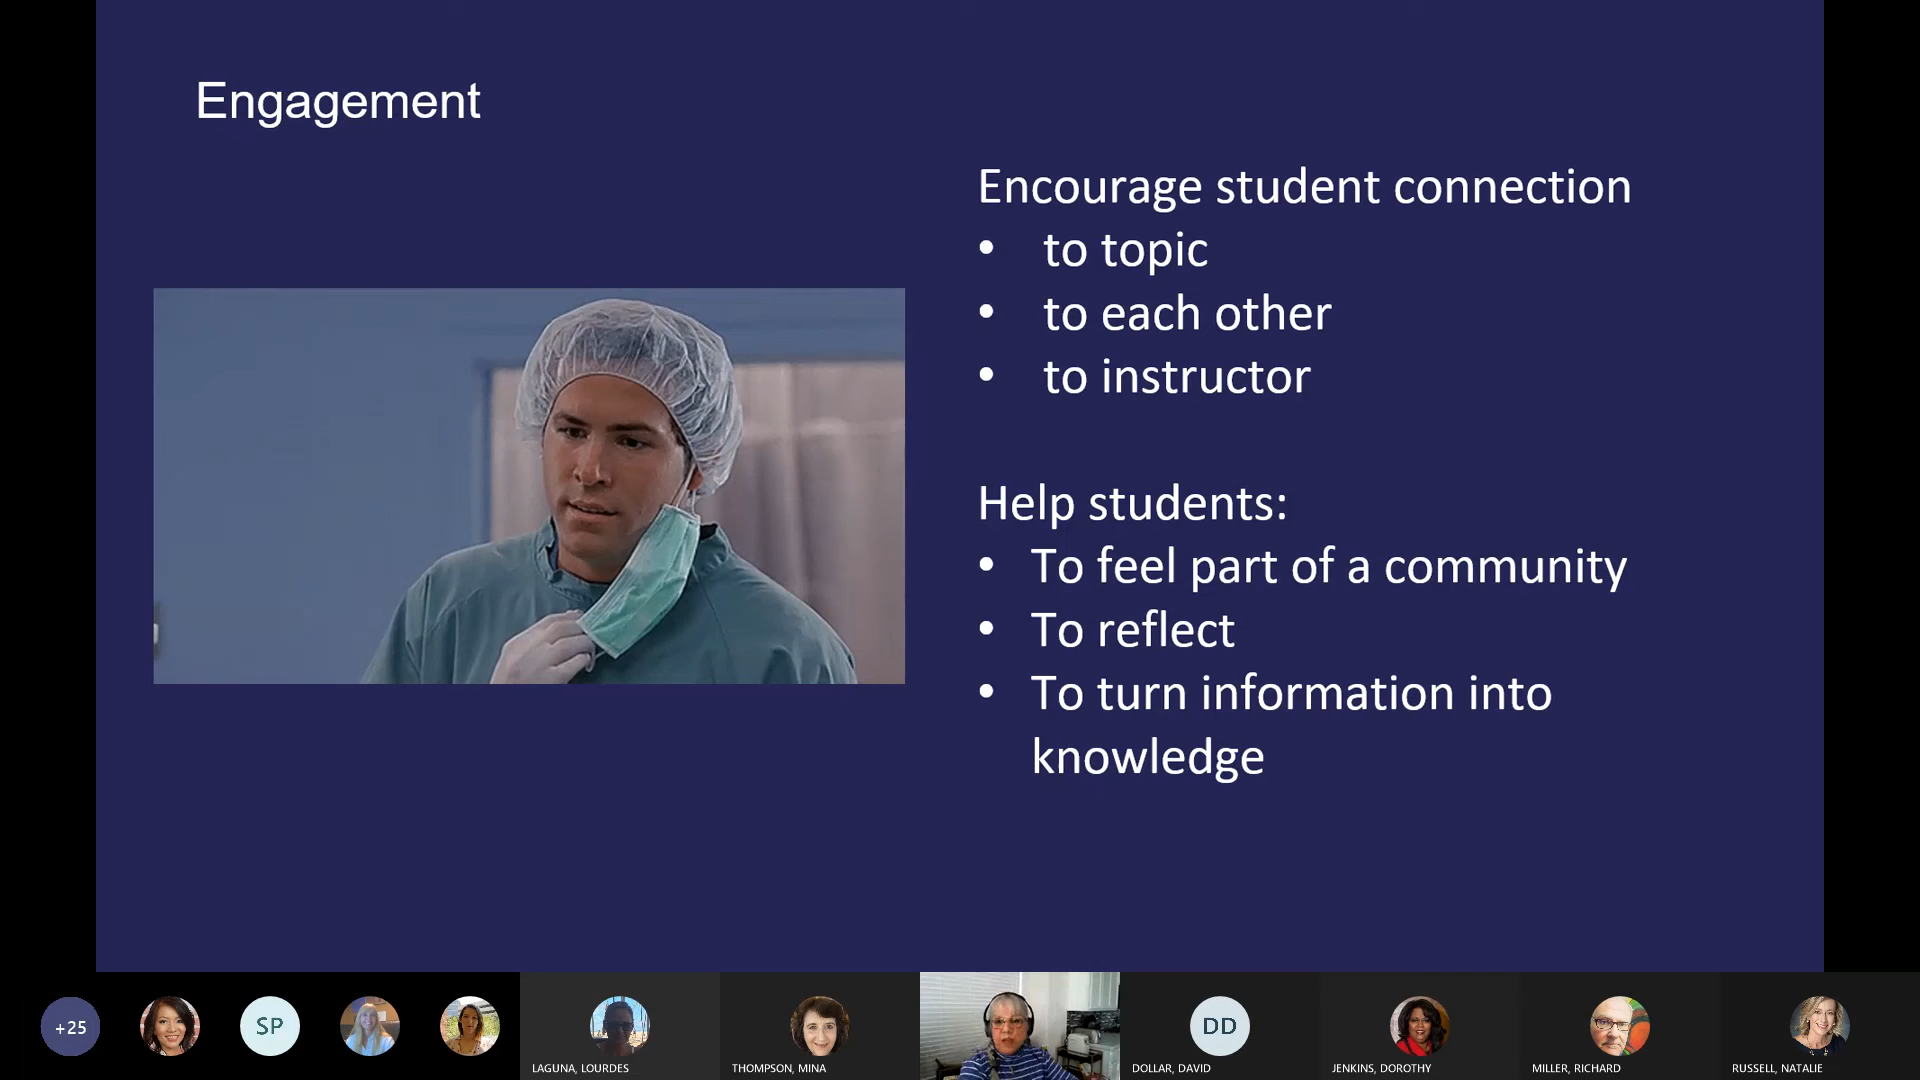 Engagement
Encourage student connection
• to topic
• to each other
• to instructor
Help students:
• To feel part of a community
• To reflect
• To turn information into
knowledge
+25
SP
DD
LAGUNA, LOURDES
THOMPSON, MINA
DOLLAR, DAVID
JENKINS, DOROTHY
MILLER, RICHARD
RUSSELL, NATALIE